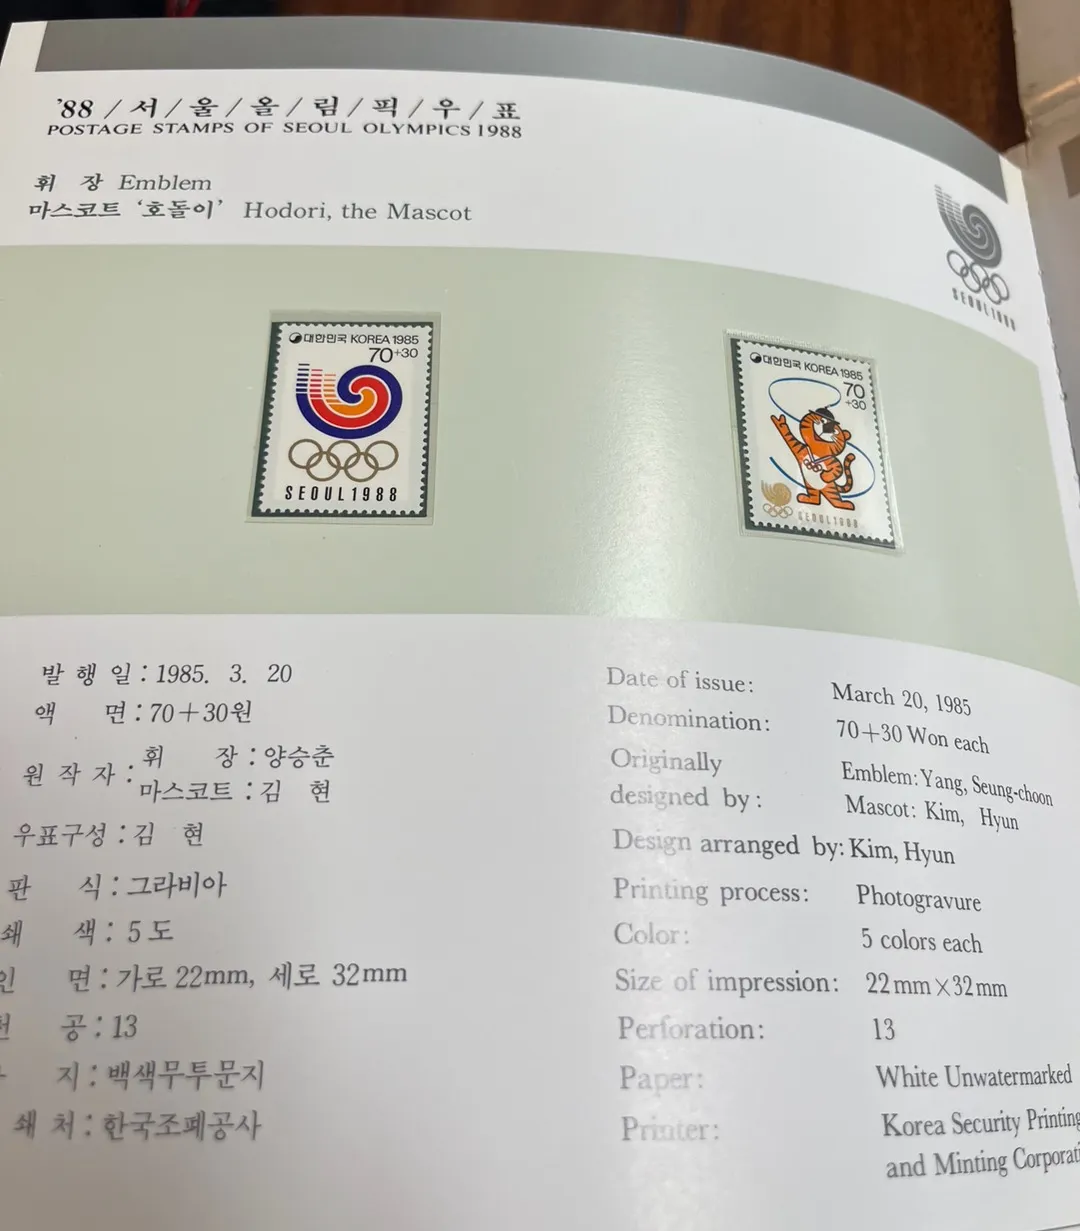 '88/서/울/올/림/픽/우/표
POSTAGE STAMPS OF SEOUL OLYMPICS 1988
휘 장 Emblem
마스코트 '호돌이' Hodori, the Mascot
SEOUL1988
대한민국 KOREA 1985
70+30
SEOUL1988
대한민국 KOREA 1985
70
+30
SEOUL1988
발 행 일 : 1985. 3. 20
액 면 : 70+30원
원 작 자 : 휘 장 : 양승춘
마스코트 : 김 현
우표구성 : 김 현
판 식 : 그라비아
쇄 색 : 5도
인 면 : 가로 22mm, 세로 32mm
공 : 13
지 : 백색무투문지
쇄 처 : 한국조폐공사
Date of issue: March 20, 1985
Denomination: 70+30 Won each
Originally
designed by: Emblem: Yang, Seung-choon
Mascot: Kim, Hyun
Design arranged by: Kim, Hyun
Printing process: Photogravure
Color: 5 colors each
Size of impression: 22mm×32mm
Perforation: 13
Paper: White Unwatermarked
Printer: Korea Security Printing
and Minting Corporati